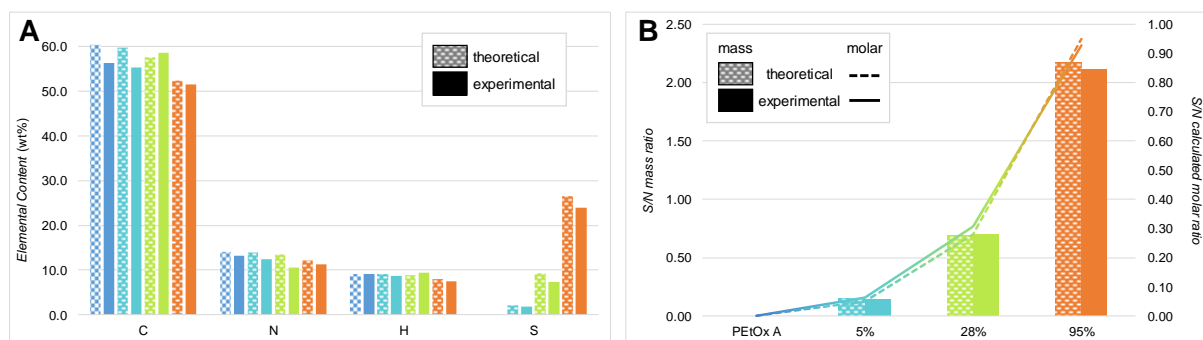 A
60.0
50.0
40.0
30.0
20.0
10.0
0.0
Elemental Content (wt%)
theoretical
experimental
C N H S
B
2.50
2.00
1.50
1.00
0.50
0.00
S/N mass ratio
mass molar
theoretical
experimental
PEtOx A 5% 28% 95%
1.00
0.90
0.80
0.70
0.60
0.50
0.40
0.30
0.20
0.10
0.00
S/N calculated
molar ratio